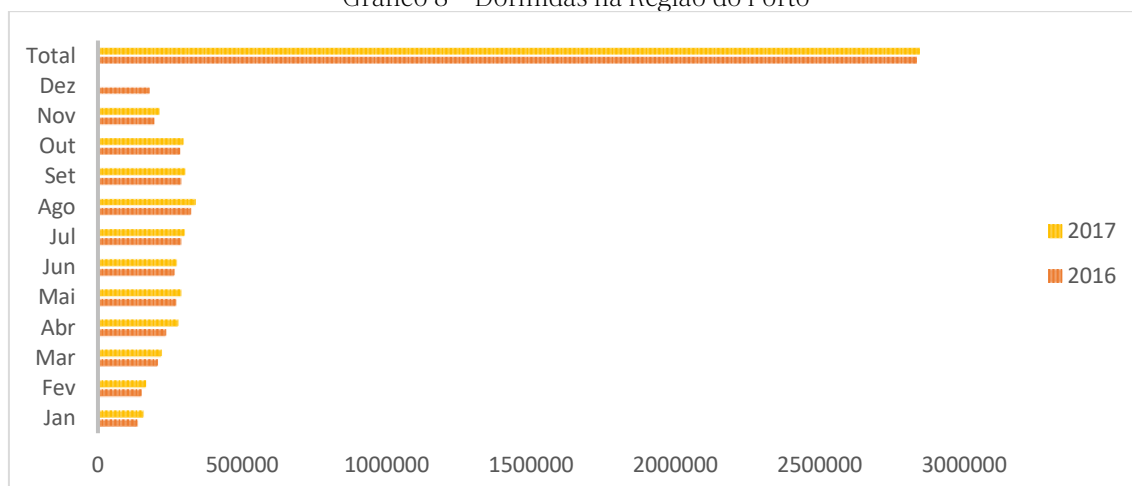 Gráfico 8 – Dormidas na Região do Porto
Total
Dez
Nov
Out
Set
Ago
Jul
Jun
Mai
Abr
Mar
Fev
Jan
2017
2016
0 500000 1000000 1500000 2000000 2500000 3000000